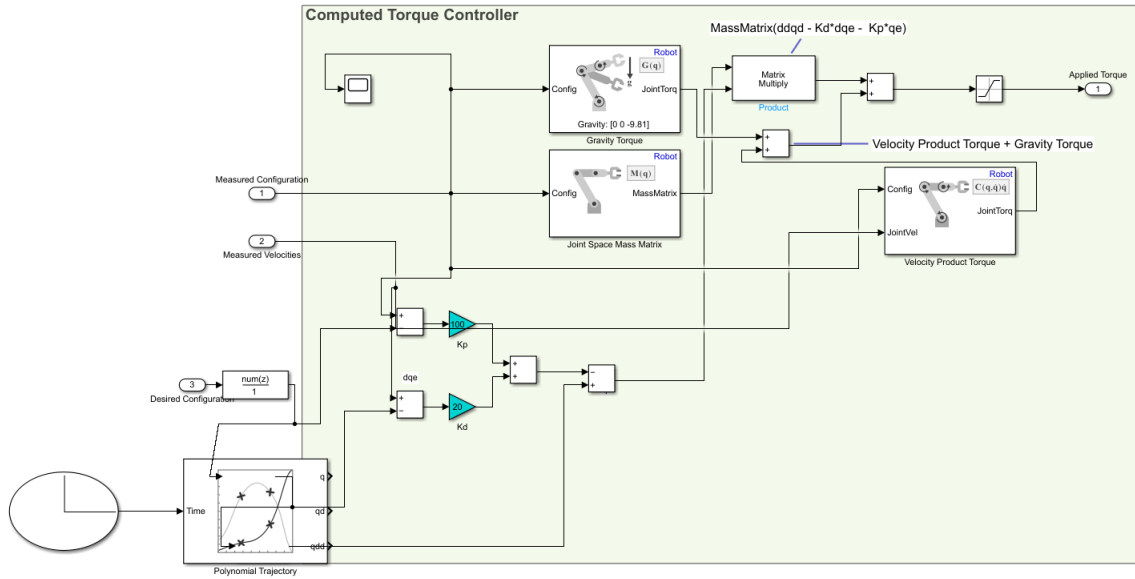 Computed Torque Controller
MassMatrix(ddqd - Kd*dqe - Kp*qe)
Robot
G(q)
g
Config
JointTorq
Gravity: [0 0 -9.81]
Gravity Torque
Matrix
Multiply
Product
+
+
Applied Torque
1
+
+
Velocity Product Torque + Gravity Torque
Robot
M(q)
Config
MassMatrix
Joint Space Mass Matrix
Measured Configuration
1
Robot
C(q,q̇)q̇
Config
JointTorq
JointVel
Velocity Product Torque
2
Measured Velocities
+
−
100
Kp
+
+
−
+
3
Desired Configuration
num(z)
1
dqe
+
−
20
Kd
Time
q
qd
qdd
Polynomial Trajectory